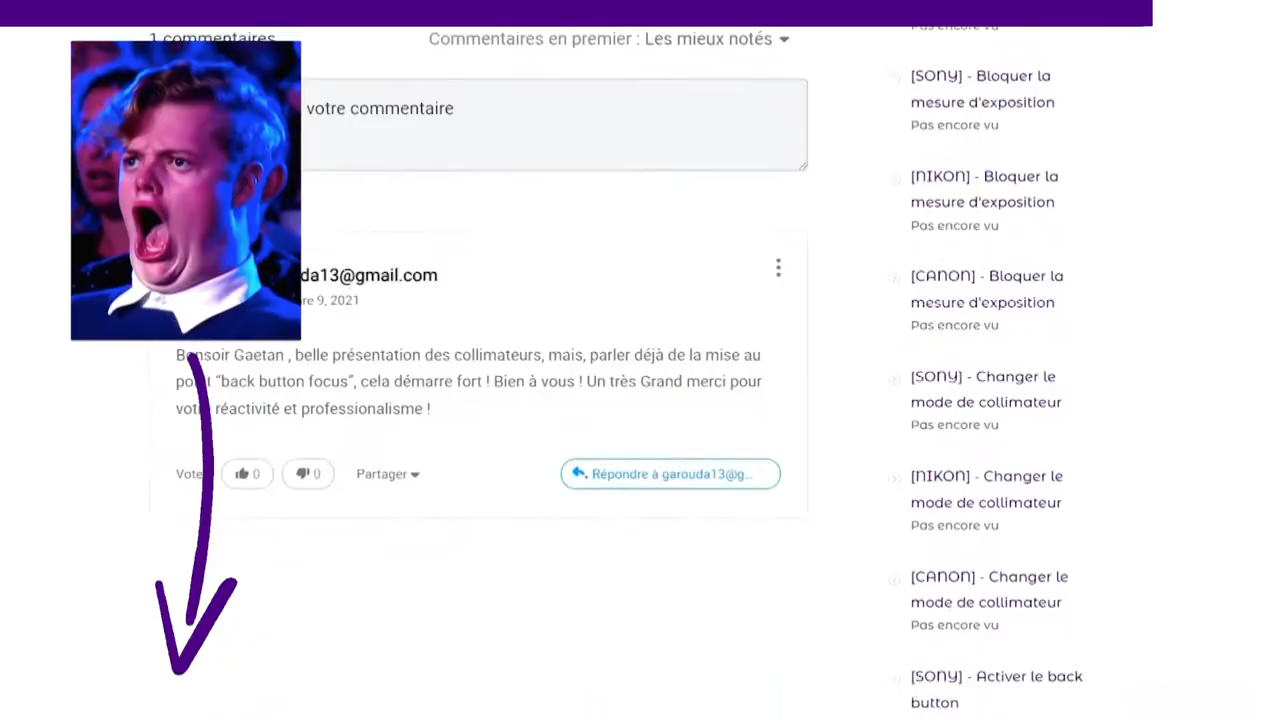 1 commentaires
Commentaires en premier : Les mieux notés
votre commentaire
da13@gmail.com
re 9, 2021
Bonsoir Gaetan , belle présentation des collimateurs, mais, parler déjà de la mise au
point “back button focus”, cela démarre fort ! Bien à vous ! Un très Grand merci pour
votre réactivité et professionalisme !
Vote
0
0
Partager
Répondre à garouda13@g...
Pas encore vu
[SONY] - Bloquer la
mesure d'exposition
Pas encore vu
[NIKON] - Bloquer la
mesure d'exposition
Pas encore vu
[CANON] - Bloquer la
mesure d'exposition
Pas encore vu
[SONY] - Changer le
mode de collimateur
Pas encore vu
[NIKON] - Changer le
mode de collimateur
Pas encore vu
[CANON] - Changer le
mode de collimateur
Pas encore vu
[SONY] - Activer le back
button